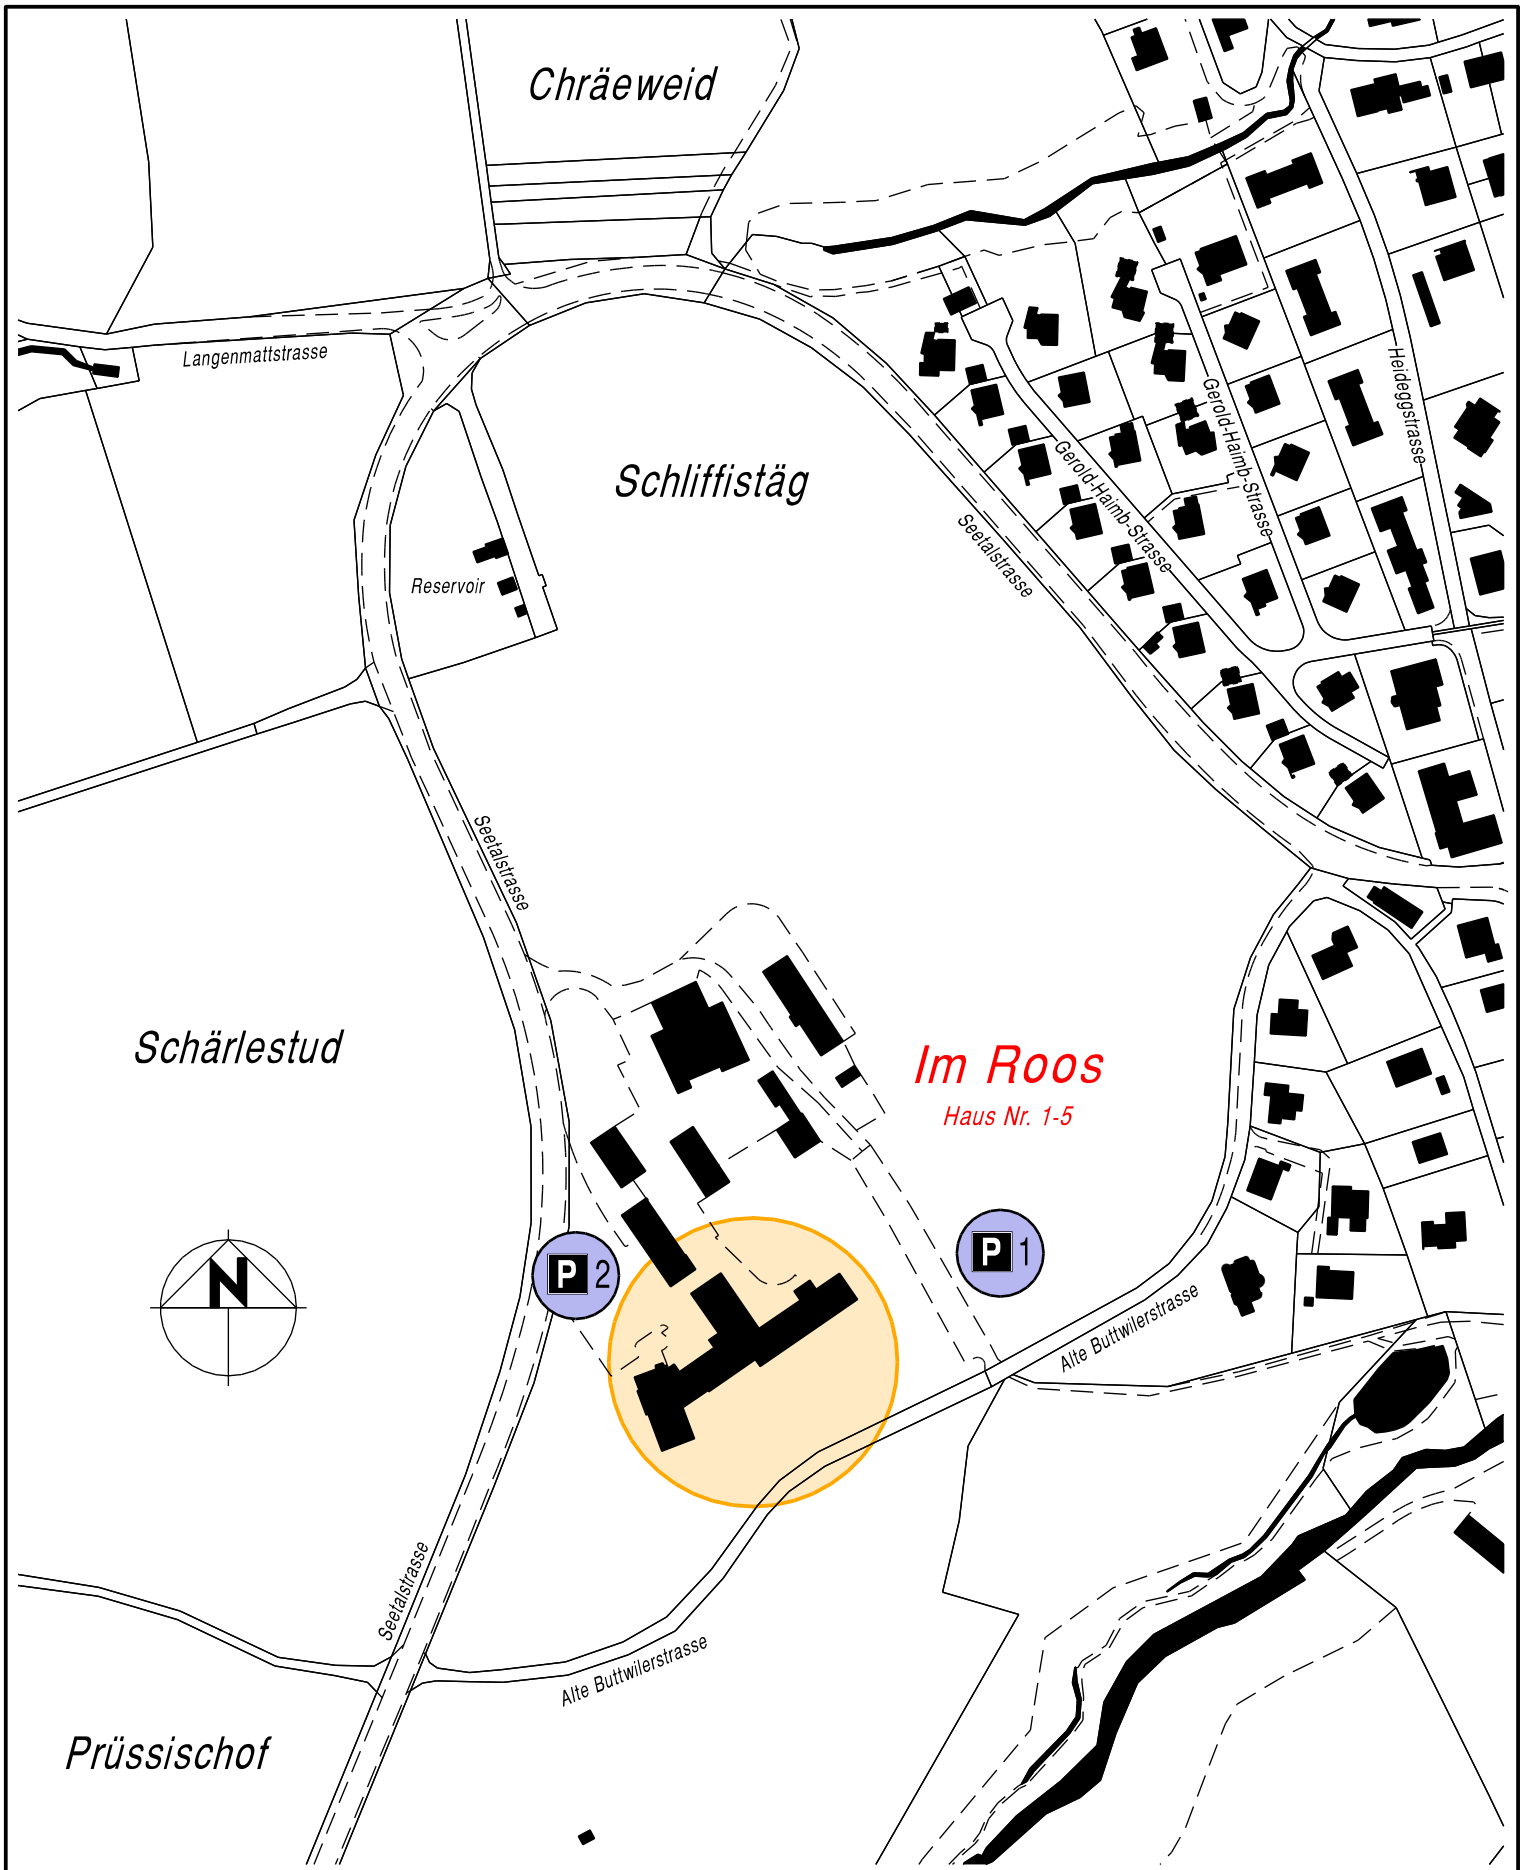 Chräeweid
Langenmattstrasse
Heideggstrasse
Gerold-Haimb-Strasse
Gerold-Haimb-Strasse
Schliffistäg
Seetalstrasse
Reservoir
Seetalstrasse
Schärlestud
Im Roos
Haus Nr. 1-5
P 1
P 2
N
Alte Buttwilerstrasse
Seetalstrasse
Alte Buttwilerstrasse
Prüssischof